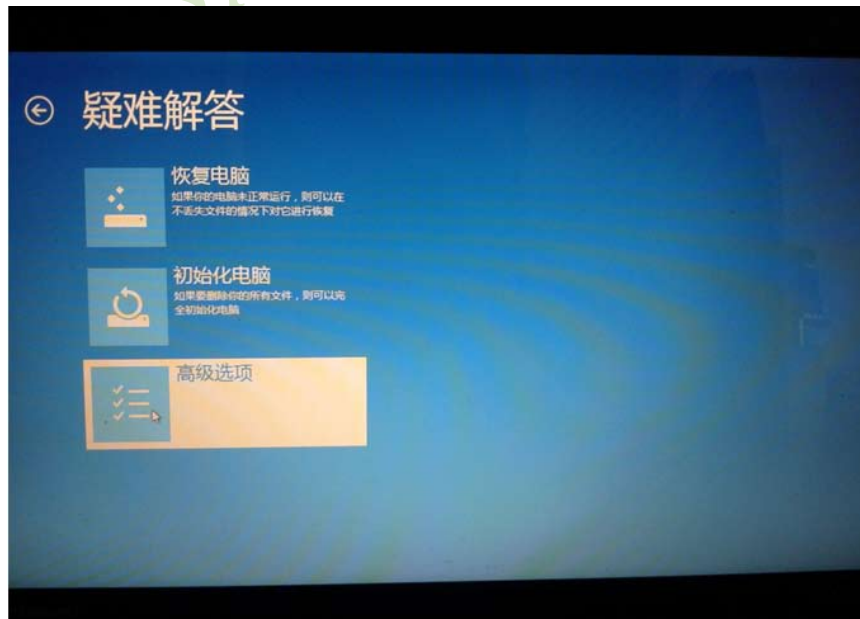 疑难解答
恢复电脑
如果你的电脑未正常运行，则可以在
不丢失文件的情况下对它进行恢复
初始化电脑
如果要删除你的所有文件，则可以完
全初始化电脑
高级选项